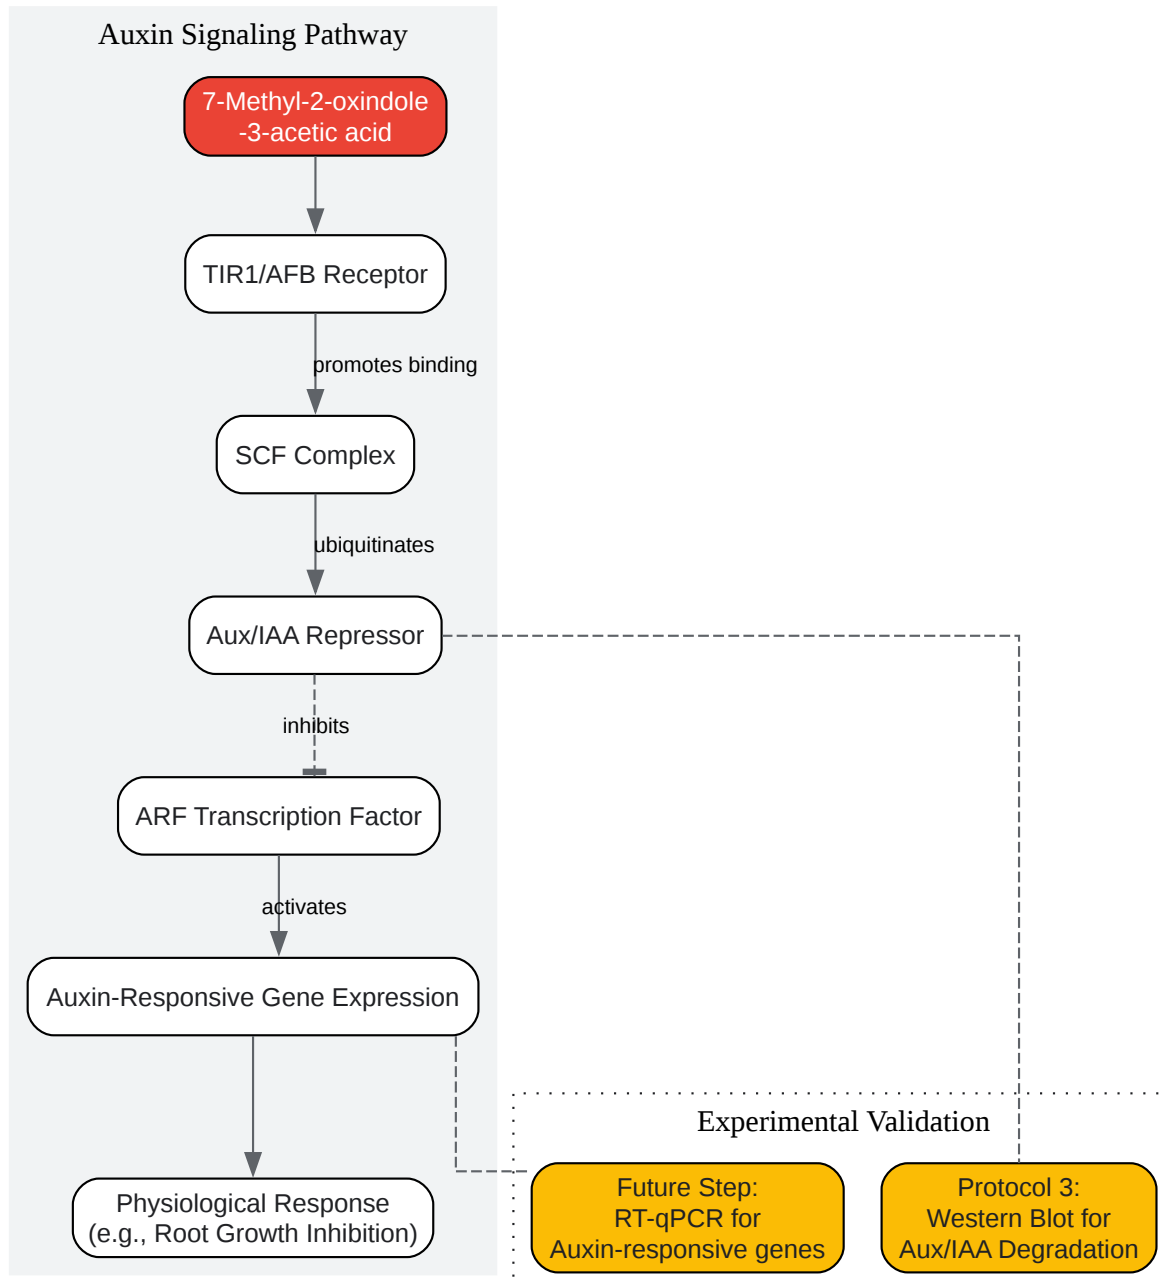 Auxin Signaling Pathway
7-Methyl-2-oxindole
-3-acetic acid
TIR1/AFB Receptor
promotes binding
SCF Complex
ubiquitinates
Aux/IAA Repressor
inhibits
ARF Transcription Factor
activates
Auxin-Responsive Gene Expression
Physiological Response
(e.g., Root Growth Inhibition)
Experimental Validation
Future Step:
RT-qPCR for
Auxin-responsive genes
Protocol 3:
Western Blot for
Aux/IAA Degradation